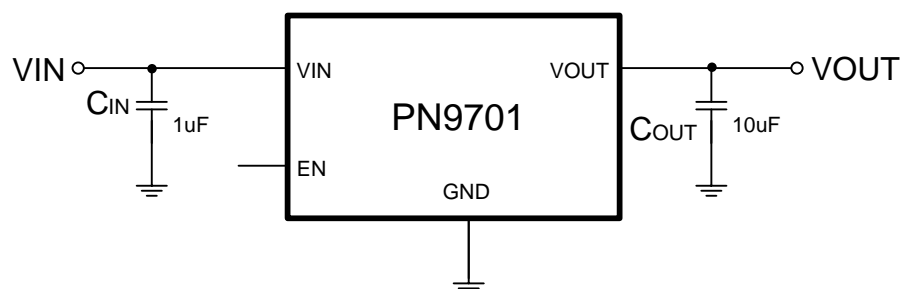 VIN
VIN
VOUT
VOUT
CIN
1uF
PN9701
COUT
10uF
EN
GND